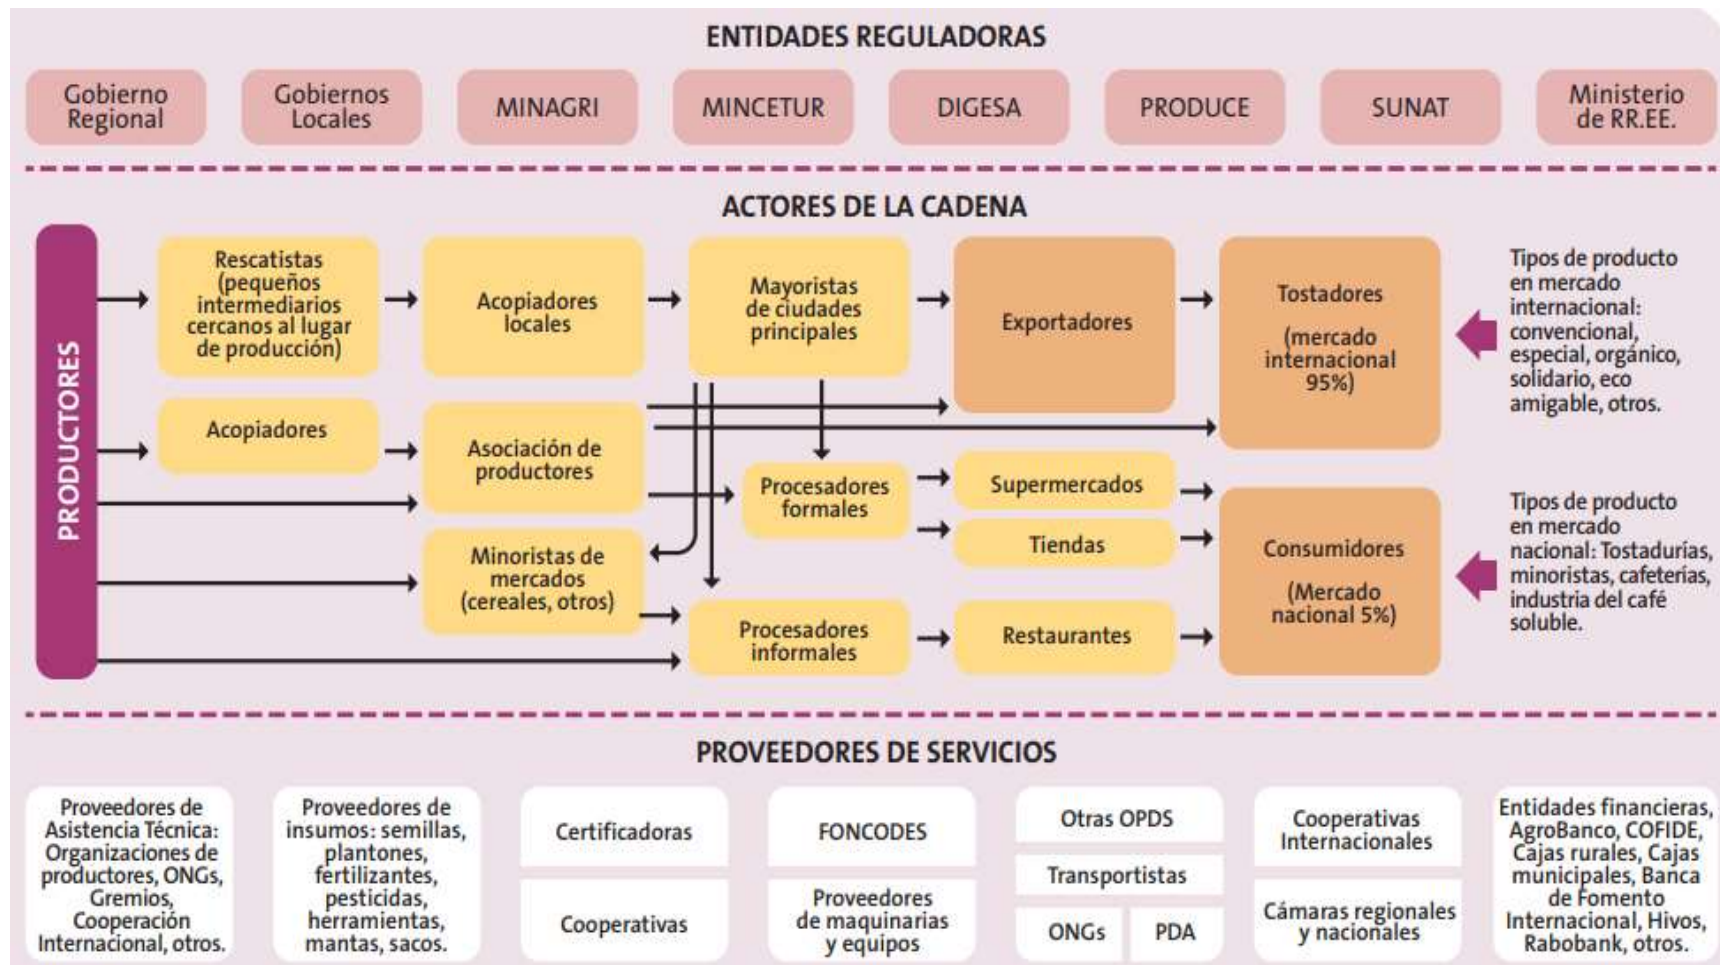 ENTIDADES REGULADORAS
Gobierno
Regional
Gobiernos
Locales
MINAGRI
MINCETUR
DIGESA
PRODUCE
SUNAT
Ministerio
de RR.EE.
ACTORES DE LA CADENA
PRODUCTORES
Rescatistas
(pequeños
intermediarios
cercanos al lugar
de producción)
Acopiadores
locales
Mayoristas
de ciudades
principales
Exportadores
Tostadores
(mercado
internacional
95%)
Tipos de producto
en mercado
internacional:
convencional,
especial, orgánico,
solidario, eco
amigable, otros.
Acopiadores
Asociación de
productores
Procesadores
formales
Supermercados
Tiendas
Minoristas de
mercados
(cereales, otros)
Procesadores
informales
Restaurantes
Consumidores
(Mercado
nacional 5%)
Tipos de producto
en mercado
nacional: Tostadurías,
minoristas, cafeterías,
industria del café
soluble.
PROVEEDORES DE SERVICIOS
Proveedores de
Asistencia Técnica:
Organizaciones de
productores, ONGs,
Gremios,
Cooperación
Internacional, otros.
Proveedores de
insumos: semillas,
plantones,
fertilizantes,
pesticidas,
herramientas,
mantas, sacos.
Certificadoras
Cooperativas
FONCODES
Proveedores
de maquinarias
y equipos
Otras OPDS
Transportistas
ONGs
PDA
Cooperativas
Internacionales
Cámaras regionales
y nacionales
Entidades financieras,
AgroBanco, COFIDE,
Cajas rurales, Cajas
municipales, Banca
de Fomento
Internacional, Hivos,
Rabobank, otros.